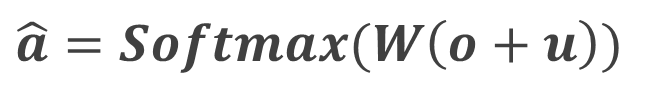 â = Softmax(W(o + u))